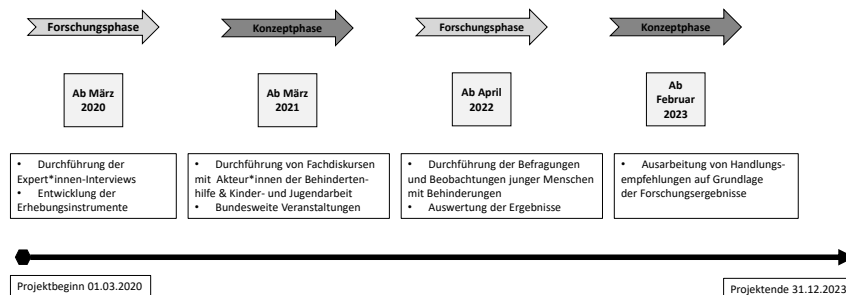 Forschungsphase
Konzeptphase
Forschungsphase
Konzeptphase
Ab März
2020
Ab März
2021
Ab April
2022
Ab
Februar
2023
• Durchführung der
Expert*innen-Interviews
• Entwicklung der
Erhebungsinstrumente
• Durchführung von Fachdiskursen
mit Akteur*innen der Behinderten-
hilfe & Kinder- und Jugendarbeit
• Bundesweite Veranstaltungen
• Durchführung der Befragungen
und Beobachtungen junger Menschen
mit Behinderungen
• Auswertung der Ergebnisse
• Ausarbeitung von Handlungs-
empfehlungen auf Grundlage
der Forschungsergebnisse
Projektbeginn 01.03.2020
Projektende 31.12.2023